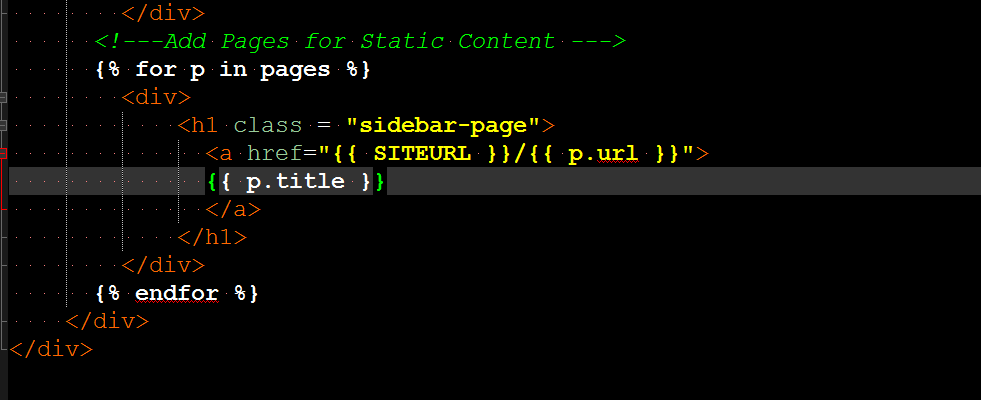 </div>
<!---Add Pages for Static Content --->
{% for p in pages %}
<div>
<h1 class = "sidebar-page">
<a href="{{ SITEURL }}/{{ p.url }}">
{{ p.title }}
</a>
</h1>
</div>
{% endfor %}
</div>
</div>